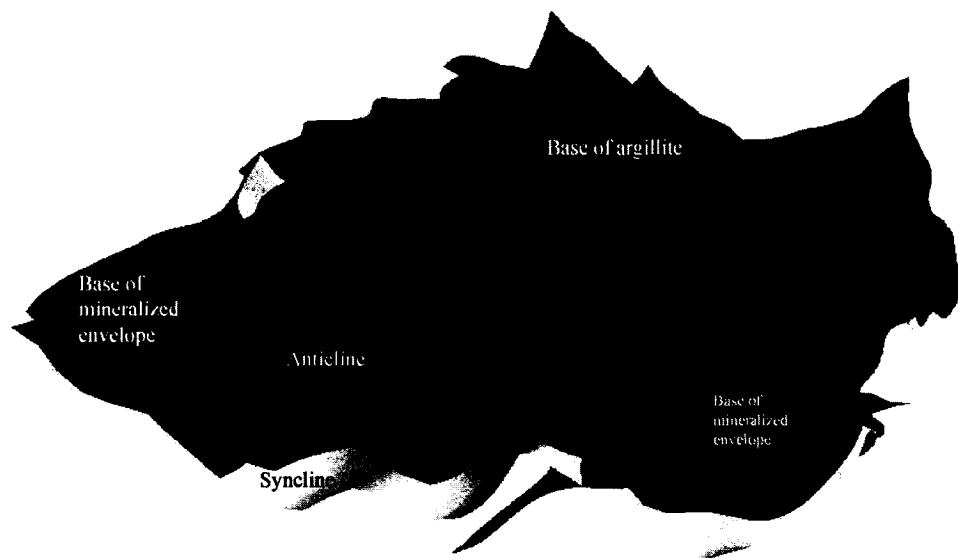 Base of argillite
Base of
mineralized
envelope
Anticline
Base of
mineralized
envelope
Syncline